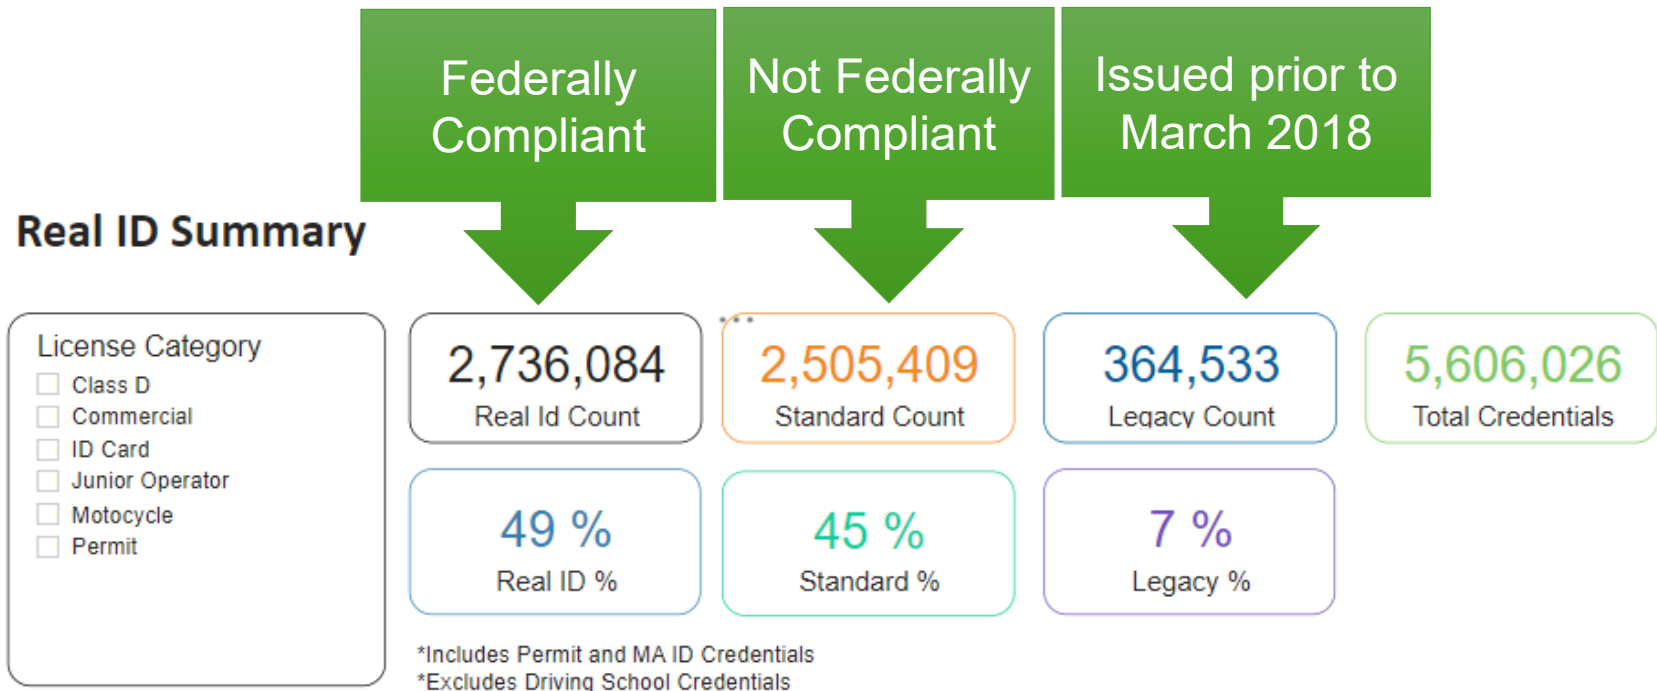 Federally
Compliant
Not Federally
Compliant
Issued prior to
March 2018
Real ID Summary
License Category
Class D
Commercial
ID Card
Junior Operator
Motocycle
Permit
2,736,084
Real Id Count
2,505,409
Standard Count
364,533
Legacy Count
5,606,026
Total Credentials
49 %
Real ID %
45 %
Standard %
7 %
Legacy %
*Includes Permit and MA ID Credentials
*Excludes Driving School Credentials